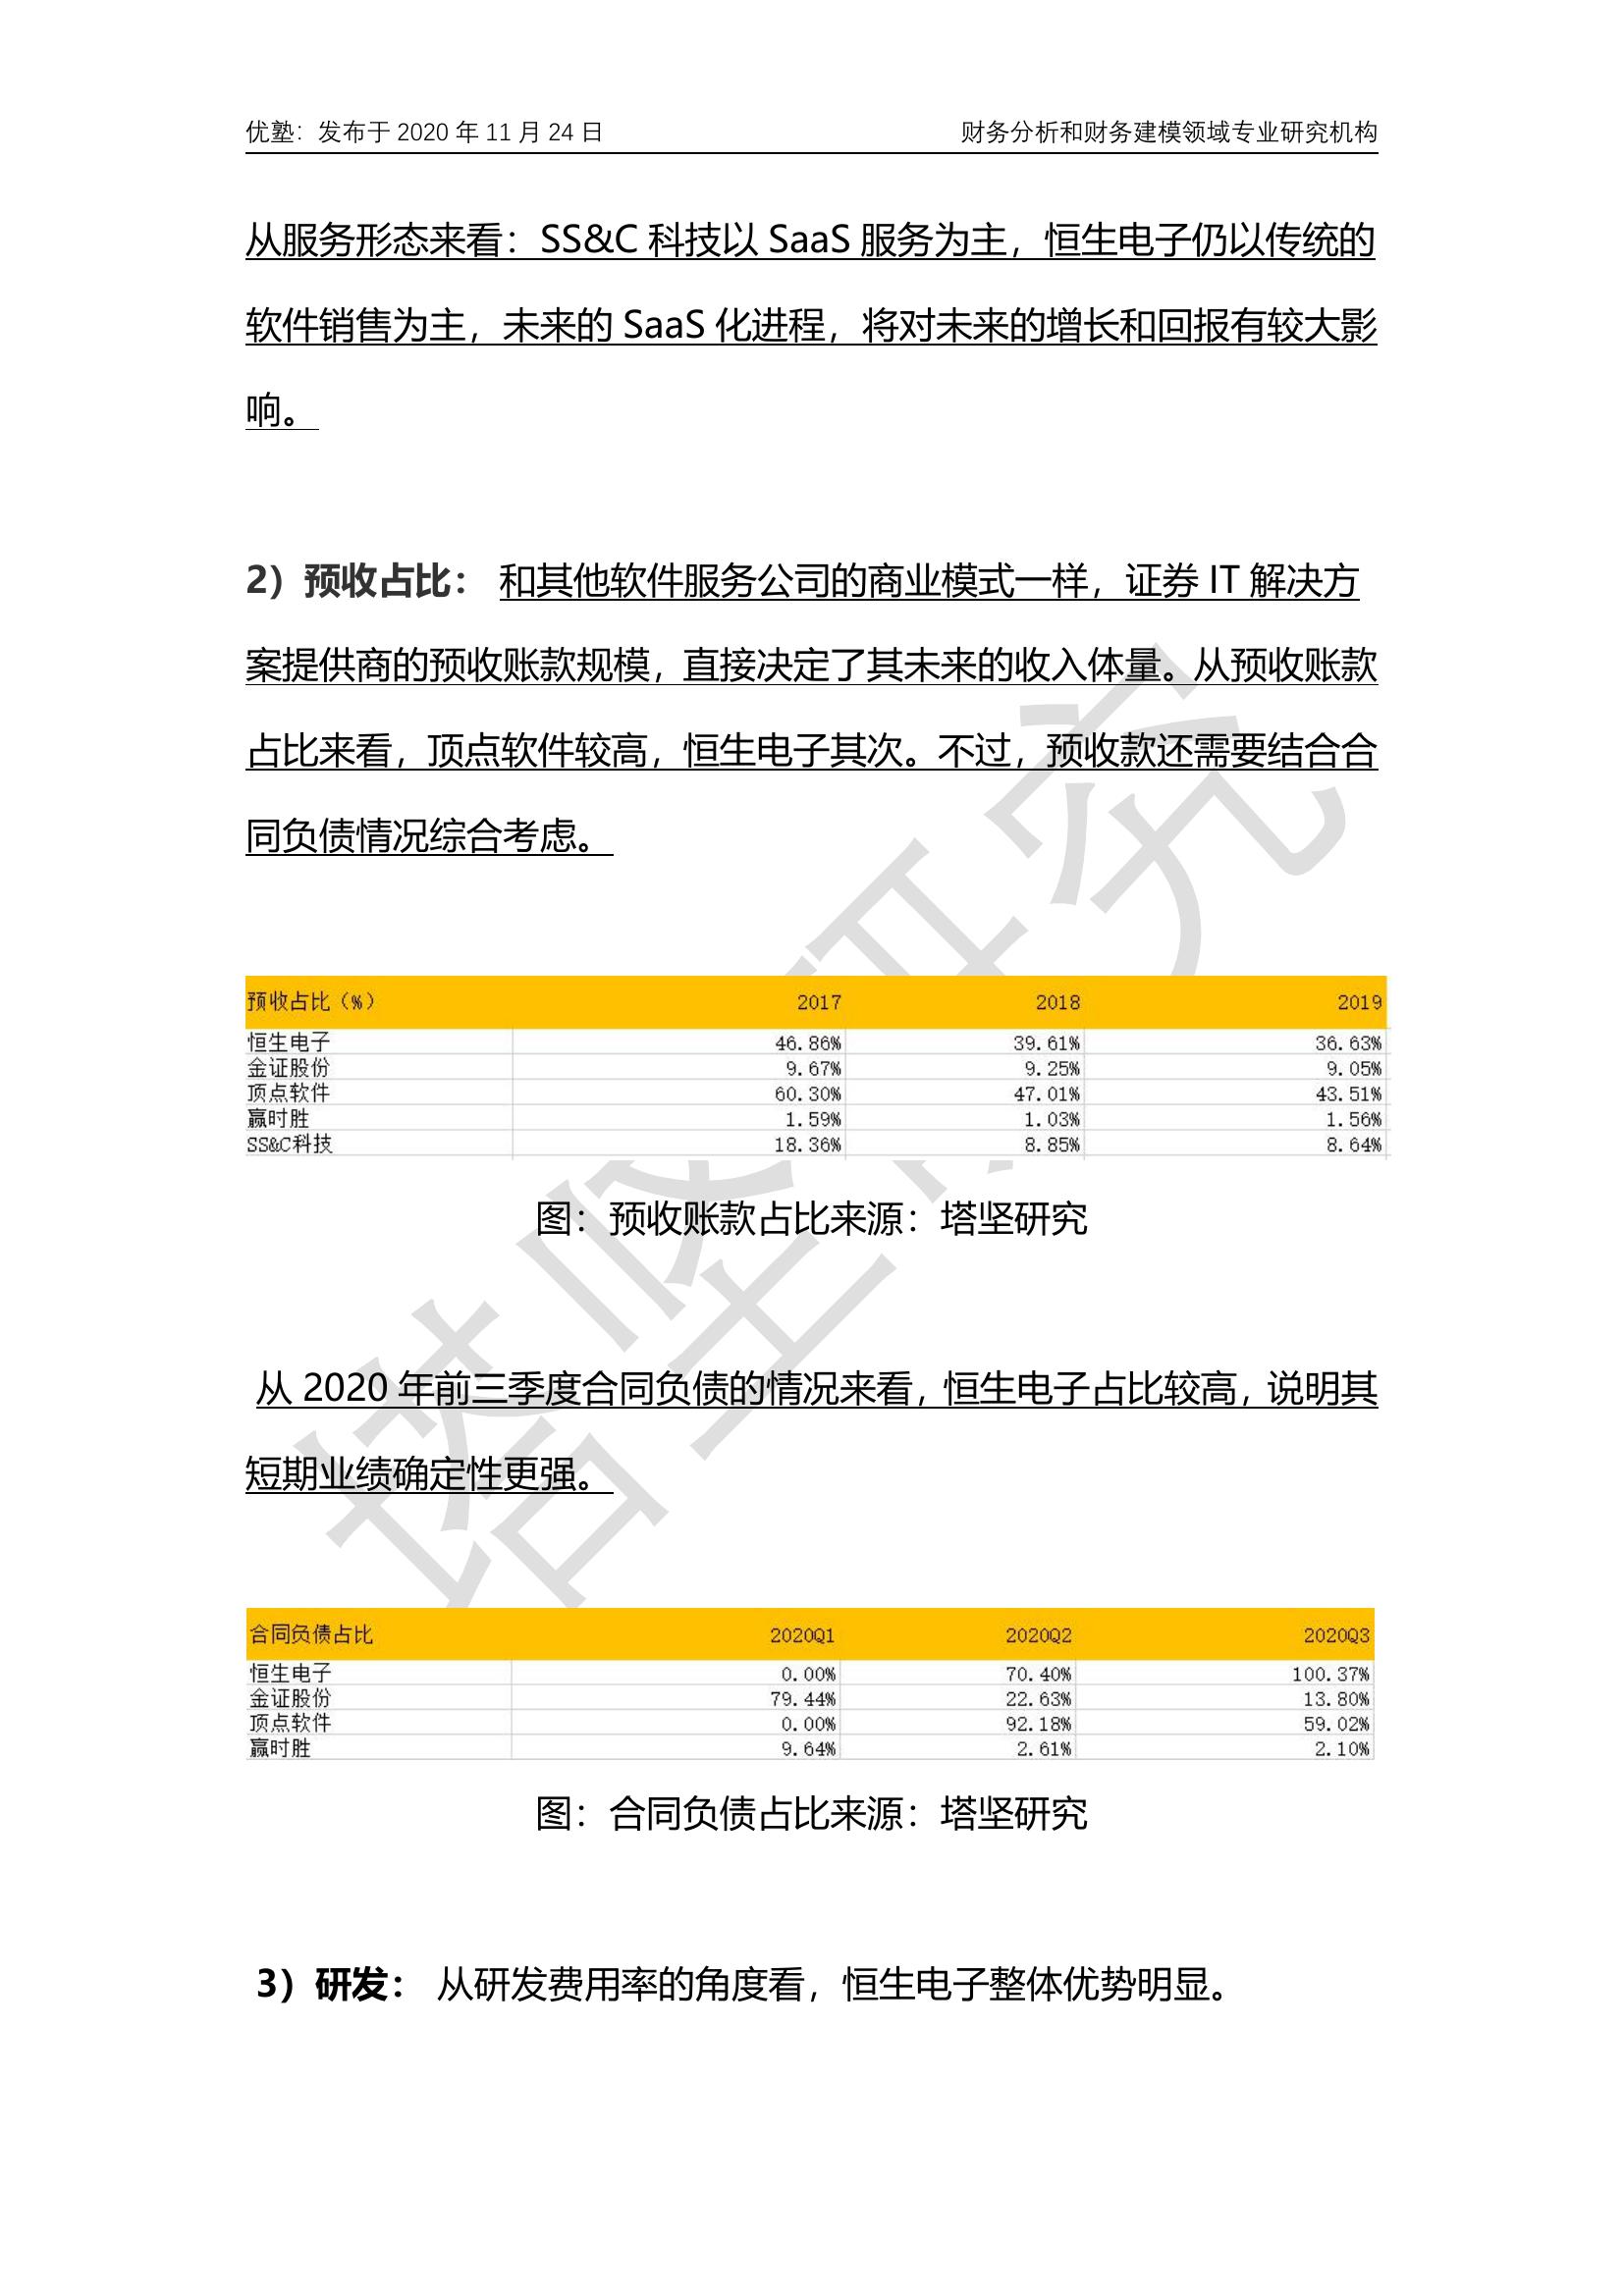 优塾：发布于 2020 年 11 月 24 日 财务分析和财务建模领域专业研究机构
从服务形态来看：SS&C 科技以 SaaS 服务为主，恒生电子仍以传统的
软件销售为主，未来的 SaaS 化进程，将对未来的增长和回报有较大影
响。
2）预收占比： 和其他软件服务公司的商业模式一样，证券 IT 解决方
案提供商的预收账款规模，直接决定了其未来的收入体量。从预收账款
占比来看，顶点软件较高，恒生电子其次。不过，预收款还需要结合合
同负债情况综合考虑。
预收占比（%） 2017 2018 2019
恒生电子 46.86% 39.61% 36.63%
金证股份 9.67% 9.25% 9.05%
顶点软件 60.30% 47.01% 43.51%
赢时胜 1.59% 1.03% 1.56%
SS&C科技 18.36% 8.85% 8.64%
图：预收账款占比来源：塔坚研究
从 2020 年前三季度合同负债的情况来看，恒生电子占比较高，说明其
短期业绩确定性更强。
合同负债占比 2020Q1 2020Q2 2020Q3
恒生电子 0.00% 70.40% 100.37%
金证股份 79.44% 22.63% 13.80%
顶点软件 0.00% 92.18% 59.02%
赢时胜 9.64% 2.61% 2.10%
图：合同负债占比来源：塔坚研究
3）研发： 从研发费用率的角度看，恒生电子整体优势明显。
塔坚研究